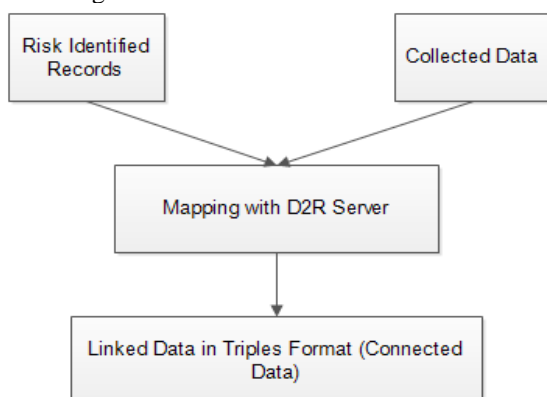 Risk Identified
Records
Collected Data
Mapping with D2R Server
Linked Data in Triples Format (Connected
Data)